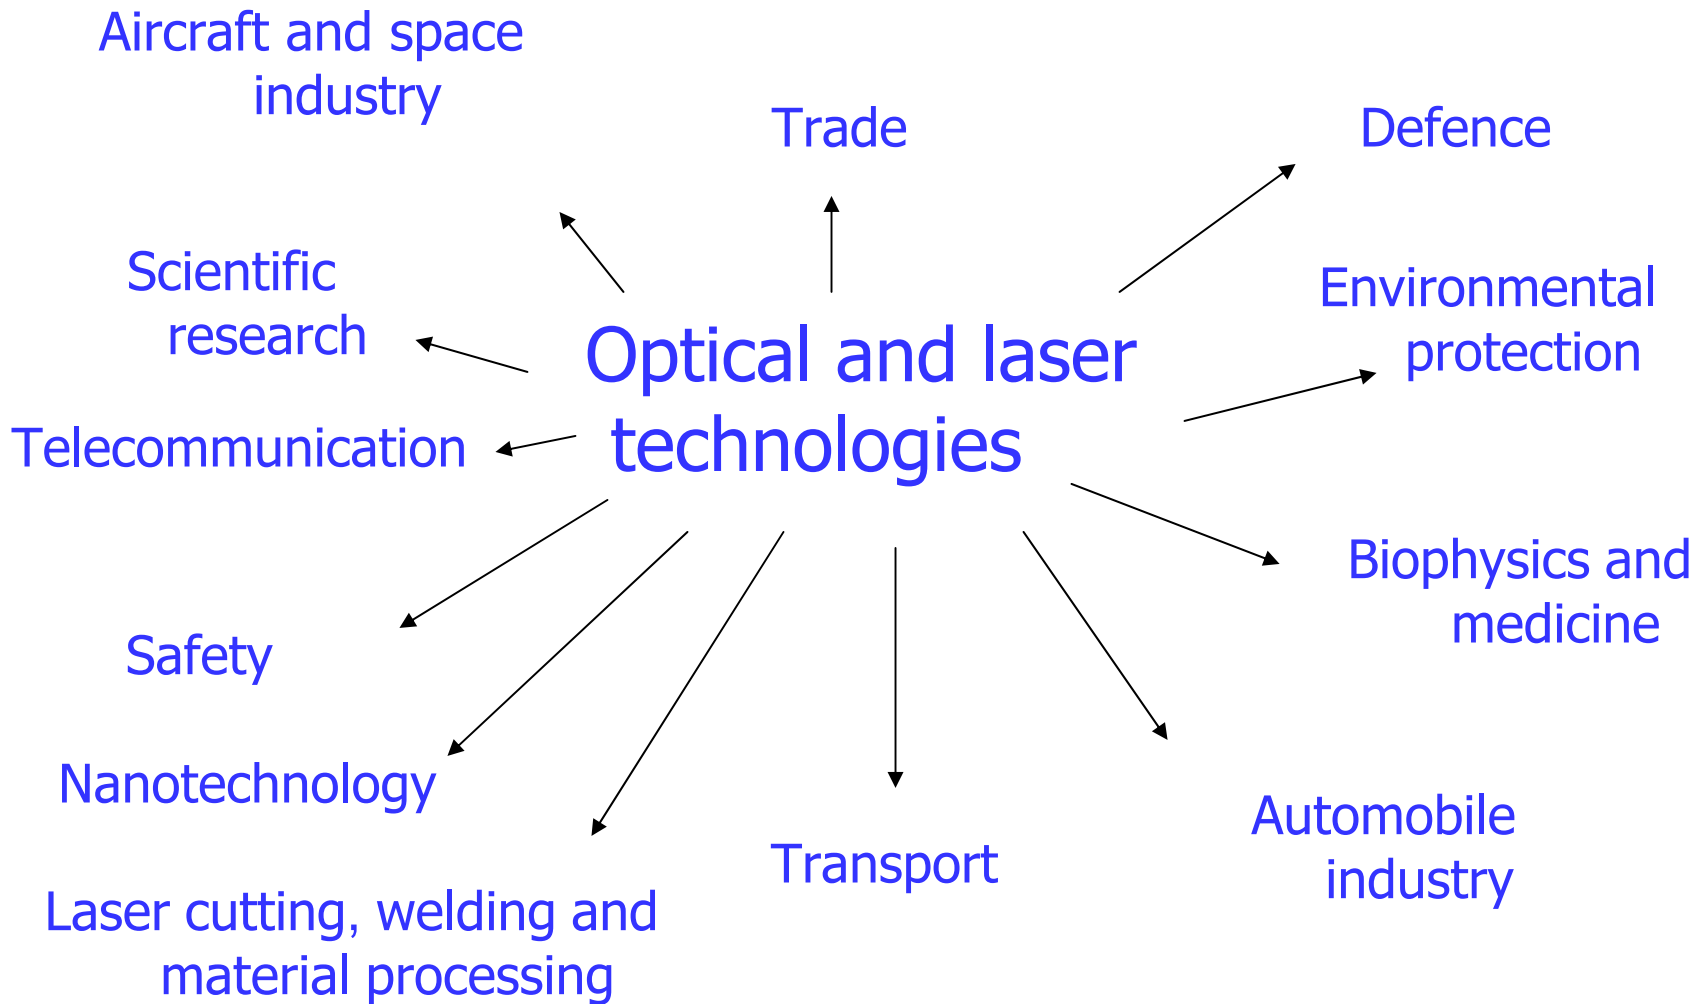 Aircraft and space
industry
Trade
Defence
Scientific
research
Environmental
protection
Optical and laser
technologies
Telecommunication
Biophysics and
medicine
Safety
Nanotechnology
Automobile
industry
Transport
Laser cutting, welding and
material processing